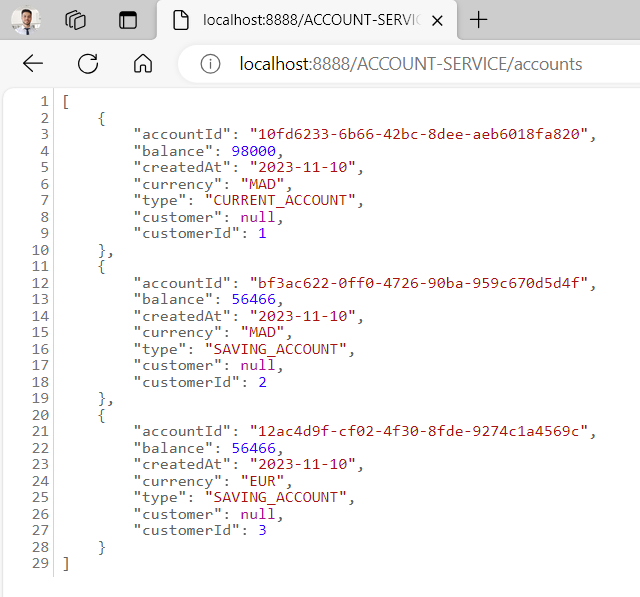 localhost:8888/ACCOUNT-SERVIC
localhost:8888/ACCOUNT-SERVICE/accounts
1 [
2 {
3 "accountId": "10fd6233-6b66-42bc-8dee-aeb6018fa820",
4 "balance": 98000,
5 "createdAt": "2023-11-10",
6 "currency": "MAD",
7 "type": "CURRENT_ACCOUNT",
8 "customer": null,
9 "customerId": 1
10 },
11 {
12 "accountId": "bf3ac622-0ff0-4726-90ba-959c670d5d4f",
13 "balance": 56466,
14 "createdAt": "2023-11-10",
15 "currency": "MAD",
16 "type": "SAVING_ACCOUNT",
17 "customer": null,
18 "customerId": 2
19 },
20 {
21 "accountId": "12ac4d9f-cf02-4f30-8fde-9274c1a4569c",
22 "balance": 56466,
23 "createdAt": "2023-11-10",
24 "currency": "EUR",
25 "type": "SAVING_ACCOUNT",
26 "customer": null,
27 "customerId": 3
28 }
29 ]